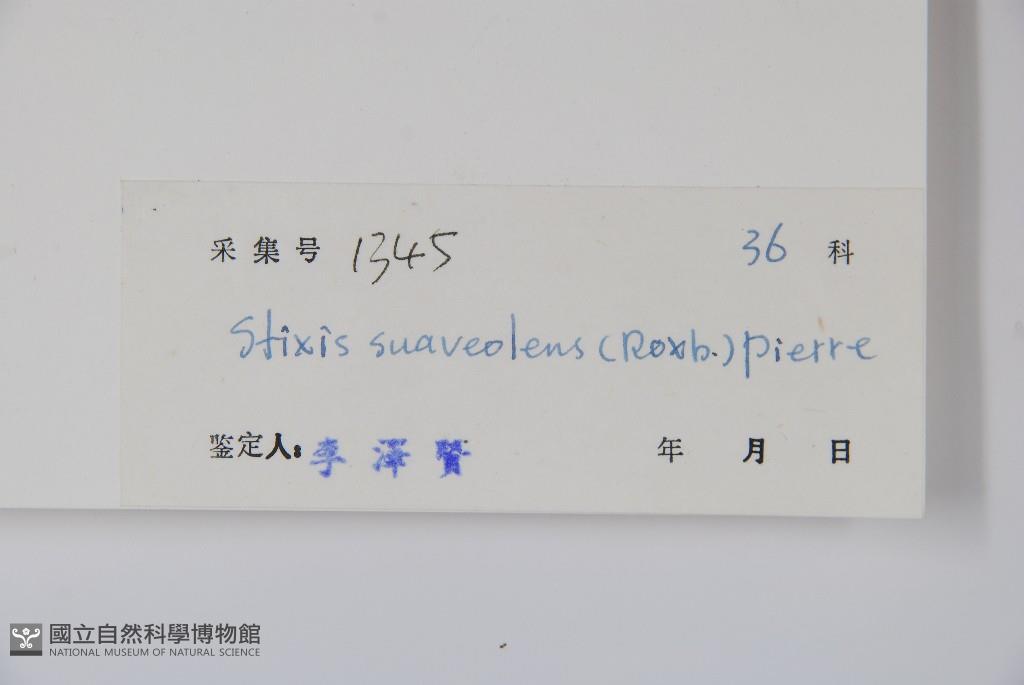 采集号 1345 36 科
Stixis suaveolens (Roxb.) pierre
鉴定人: 李泽賢 年 月 日
國立自然科學博物館
NATIONAL MUSEUM OF NATURAL SCIENCE